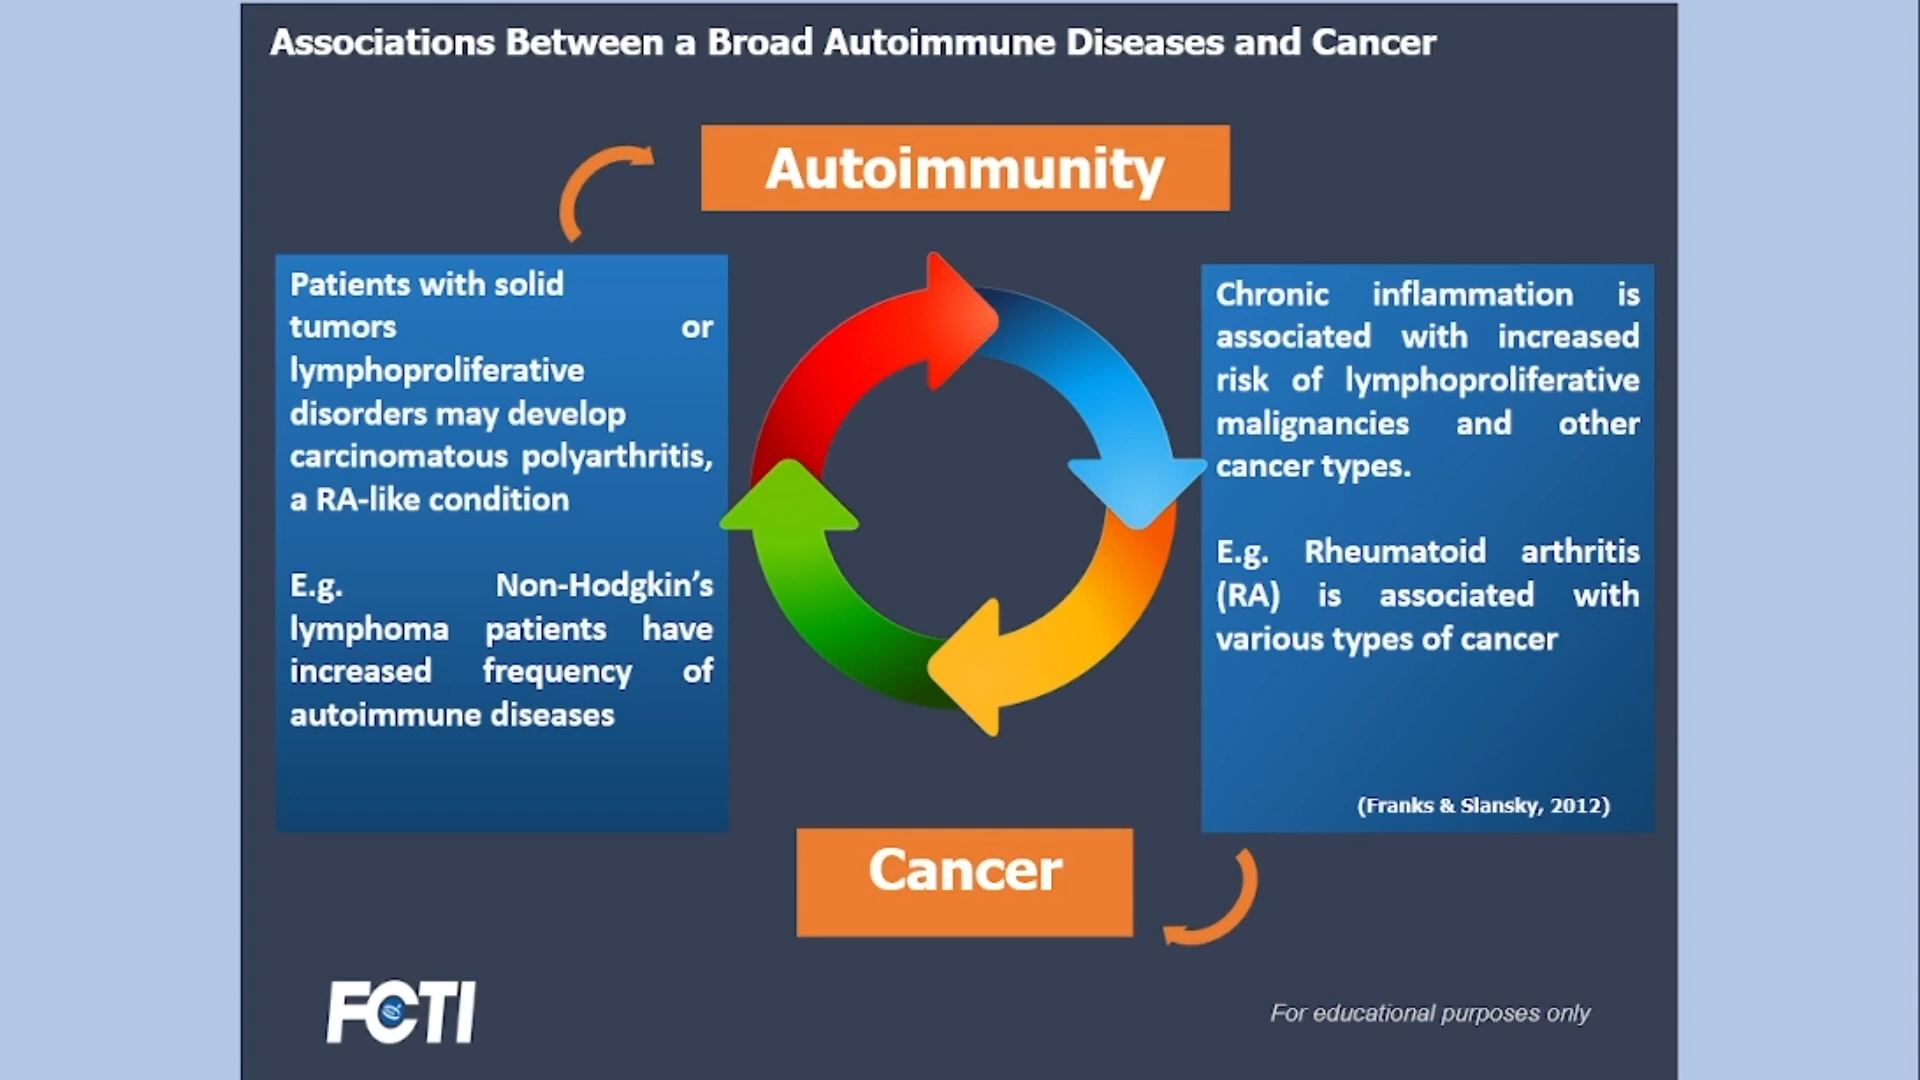 Associations Between a Broad Autoimmune Diseases and Cancer
Autoimmunity
Patients with solid
tumors or
lymphoproliferative
disorders may develop
carcinomatous polyarthritis,
a RA-like condition
E.g. Non-Hodgkin’s
lymphoma patients have
increased frequency of
autoimmune diseases
Chronic inflammation is
associated with increased
risk of lymphoproliferative
malignancies and other
cancer types.
E.g. Rheumatoid arthritis
(RA) is associated with
various types of cancer
(Franks & Slansky, 2012)
Cancer
FCTI
For educational purposes only